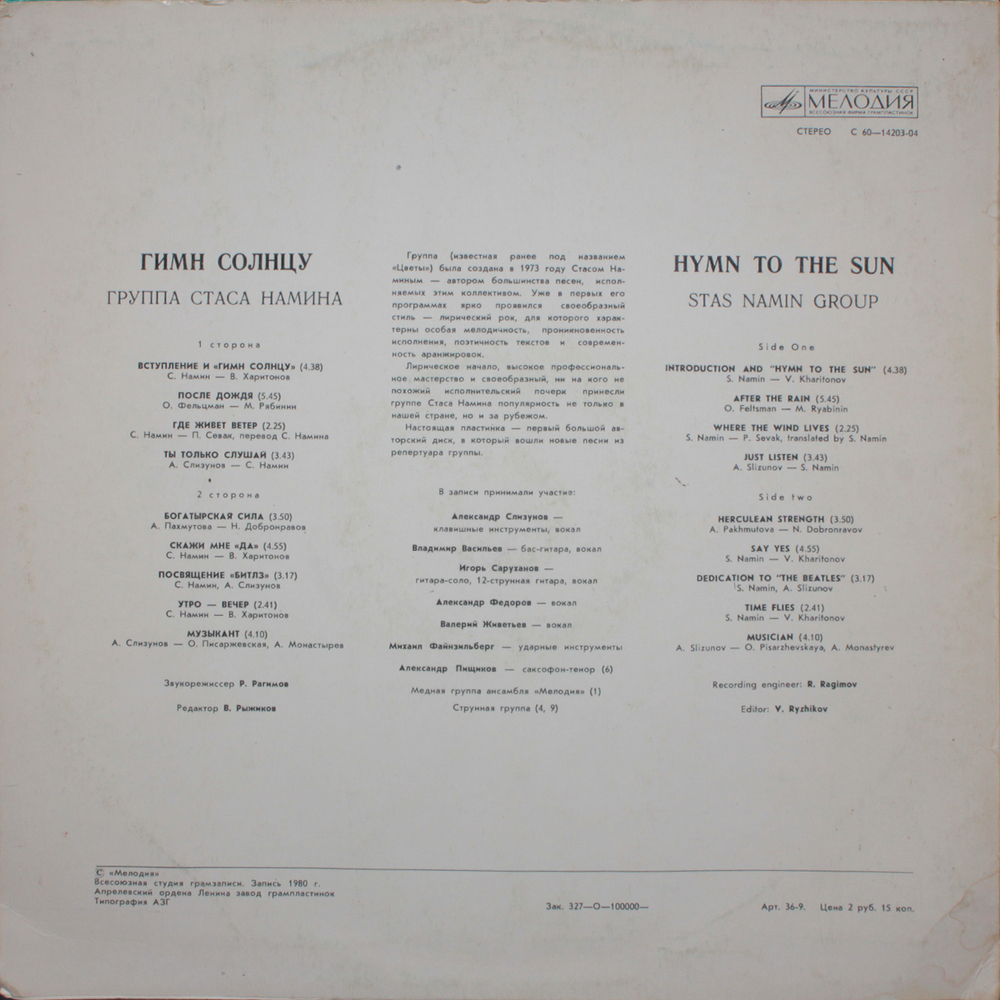 МИНИСТЕРСТВО КУЛЬТУРЫ СССР
МЕЛОДИЯ
ВСЕСОЮЗНАЯ ФИРМА ГРАМПЛАСТИНОК
СТЕРЕО С 60—14203-04
ГИМН СОЛНЦУ
ГРУППА СТАСА НАМИНА
1 сторона
ВСТУПЛЕНИЕ И «ГИМН СОЛНЦУ» (4.38)
С. Намин — В. Харитонов
ПОСЛЕ ДОЖДЯ (5.45)
О. Фельцман — М. Рябинин
ГДЕ ЖИВЕТ ВЕТЕР (2.25)
С. Намин — П. Севак, перевод С. Намина
ТЫ ТОЛЬКО СЛУШАЙ (3.43)
А. Слизунов — С. Намин
2 сторона
БОГАТЫРСКАЯ СИЛА (3.50)
А. Пахмутова — Н. Добронравов
СКАЖИ МНЕ «ДА» (4.55)
С. Намин — В. Харитонов
ПОСВЯЩЕНИЕ «БИТЛЗ» (3.17)
С. Намин, А. Слизунов
УТРО — ВЕЧЕР (2.41)
С. Намин — В. Харитонов
МУЗЫКАНТ (4.10)
А. Слизунов — О. Писаржевская, А. Монастырев
Звукорежиссер Р. Рагимов
Редактор В. Рыжиков
Группа (известная ранее под названием
«Цветы») была создана в 1973 году Стасом На-
миным — автором большинства песен, испол-
няемых этим коллективом. Уже в первых его
программах ярко проявился своеобразный
стиль — лирический рок, для которого харак-
терны особая мелодичность, проникновенность
исполнения, поэтичность текстов и современ-
ность аранжировок.
Лирическое начало, высокое профессиональ-
ное мастерство и своеобразный, ни на кого не
похожий исполнительский почерк принесли
группе Стаса Намина популярность не только в
нашей стране, но и за рубежом.
Настоящая пластинка — первый большой ав-
торский диск, в который вошли новые песни из
репертуара группы.
В записи принимали участие:
Александр Слизунов —
клавишные инструменты, вокал
Владимир Васильев — бас-гитара, вокал
Игорь Саруханов —
гитара-соло, 12-струнная гитара, вокал
Александр Федоров — вокал
Валерий Живетьев — вокал
Михаил Файнзильберг — ударные инструменты
Александр Пищиков — саксофон-тенор (6)
Медная группа ансамбля «Мелодия» (1)
Струнная группа (4, 9)
HYMN TO THE SUN
STAS NAMIN GROUP
Side One
INTRODUCTION AND "HYMN TO THE SUN" (4.38)
S. Namin — V. Kharitonov
AFTER THE RAIN (5.45)
O. Feltsman — M. Ryabinin
WHERE THE WIND LIVES (2.25)
S. Namin — P. Sevak, translated by S. Namin
JUST LISTEN (3.43)
A. Slizunov — S. Namin
Side two
HERCULEAN STRENGTH (3.50)
A. Pakhmutova — N. Dobronravov
SAY YES (4.55)
S. Namin — V. Kharitonov
DEDICATION TO "THE BEATLES" (3.17)
S. Namin, A. Slizunov
TIME FLIES (2.41)
S. Namin — V. Kharitonov
MUSICIAN (4.10)
A. Slizunov — O. Pisarzhevskaya, A. Monastyrev
Recording engineer: R. Ragimov
Editor: V. Ryzhikov
© «Мелодия»
Всесоюзная студия грамзаписи. Запись 1980 г.
Апрелевский ордена Ленина завод грампластинок
Типография АЗГ
Зак. 327—О—100000—
Арт. 36-9. Цена 2 руб. 15 коп.